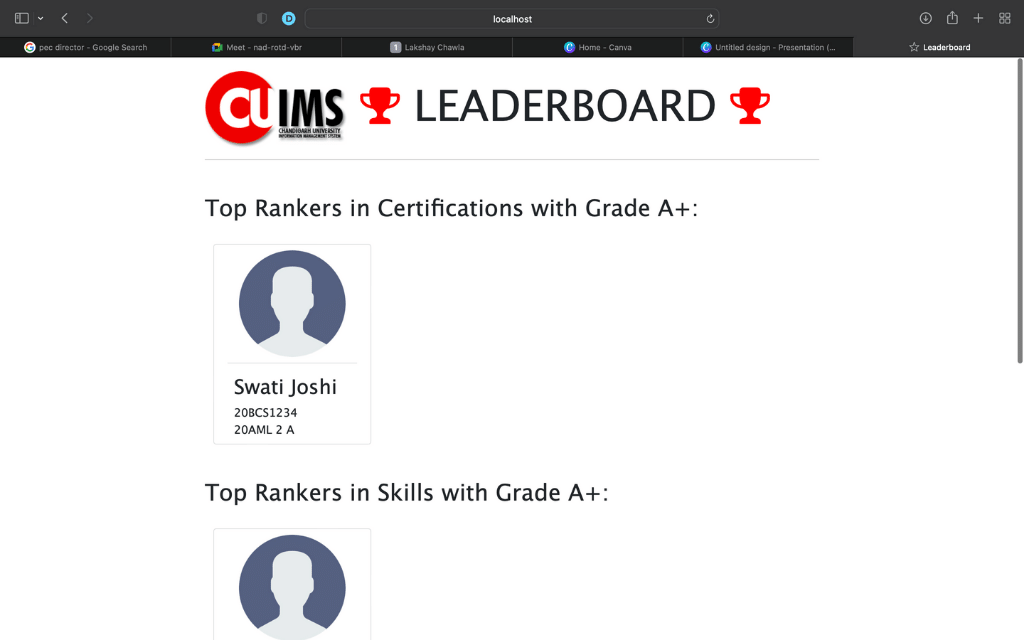 localhost
pec director - Google Search
Meet - nad-rotd-vbr
1 Lakshay Chawla
Home - Canva
Untitled design - Presentation (...
Leaderboard
CUIMS
CHANDIGARH UNIVERSITY
INFORMATION MANAGEMENT SYSTEM
LEADERBOARD
Top Rankers in Certifications with Grade A+:
Swati Joshi
20BCS1234
20AML 2 A
Top Rankers in Skills with Grade A+: